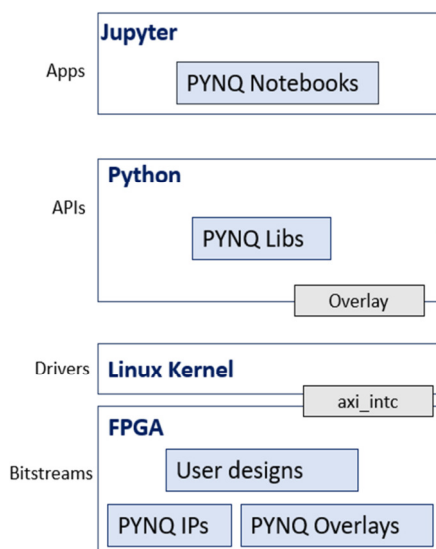 Jupyter
Apps
PYNQ Notebooks
Python
APIs
PYNQ Libs
Overlay
Drivers
Linux Kernel
axi_intc
FPGA
User designs
Bitstreams
PYNQ IPs
PYNQ Overlays